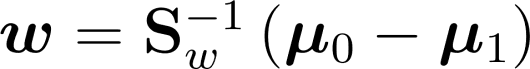 𝒘 = 𝐒_w^{-1} (𝝁_0 − 𝝁_1)